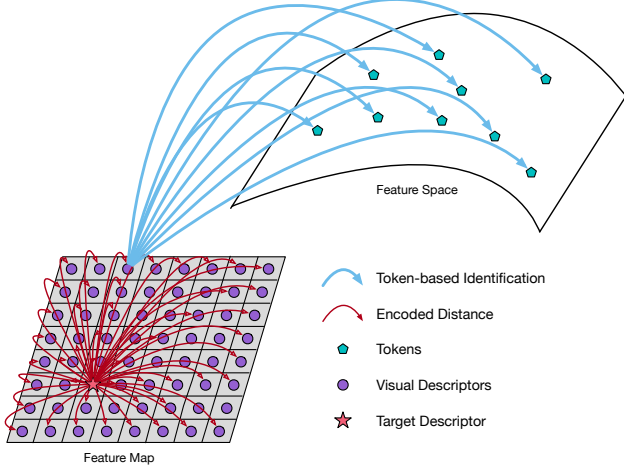 Feature Space
Token-based Identification
Encoded Distance
Tokens
Visual Descriptors
Target Descriptor
Feature Map